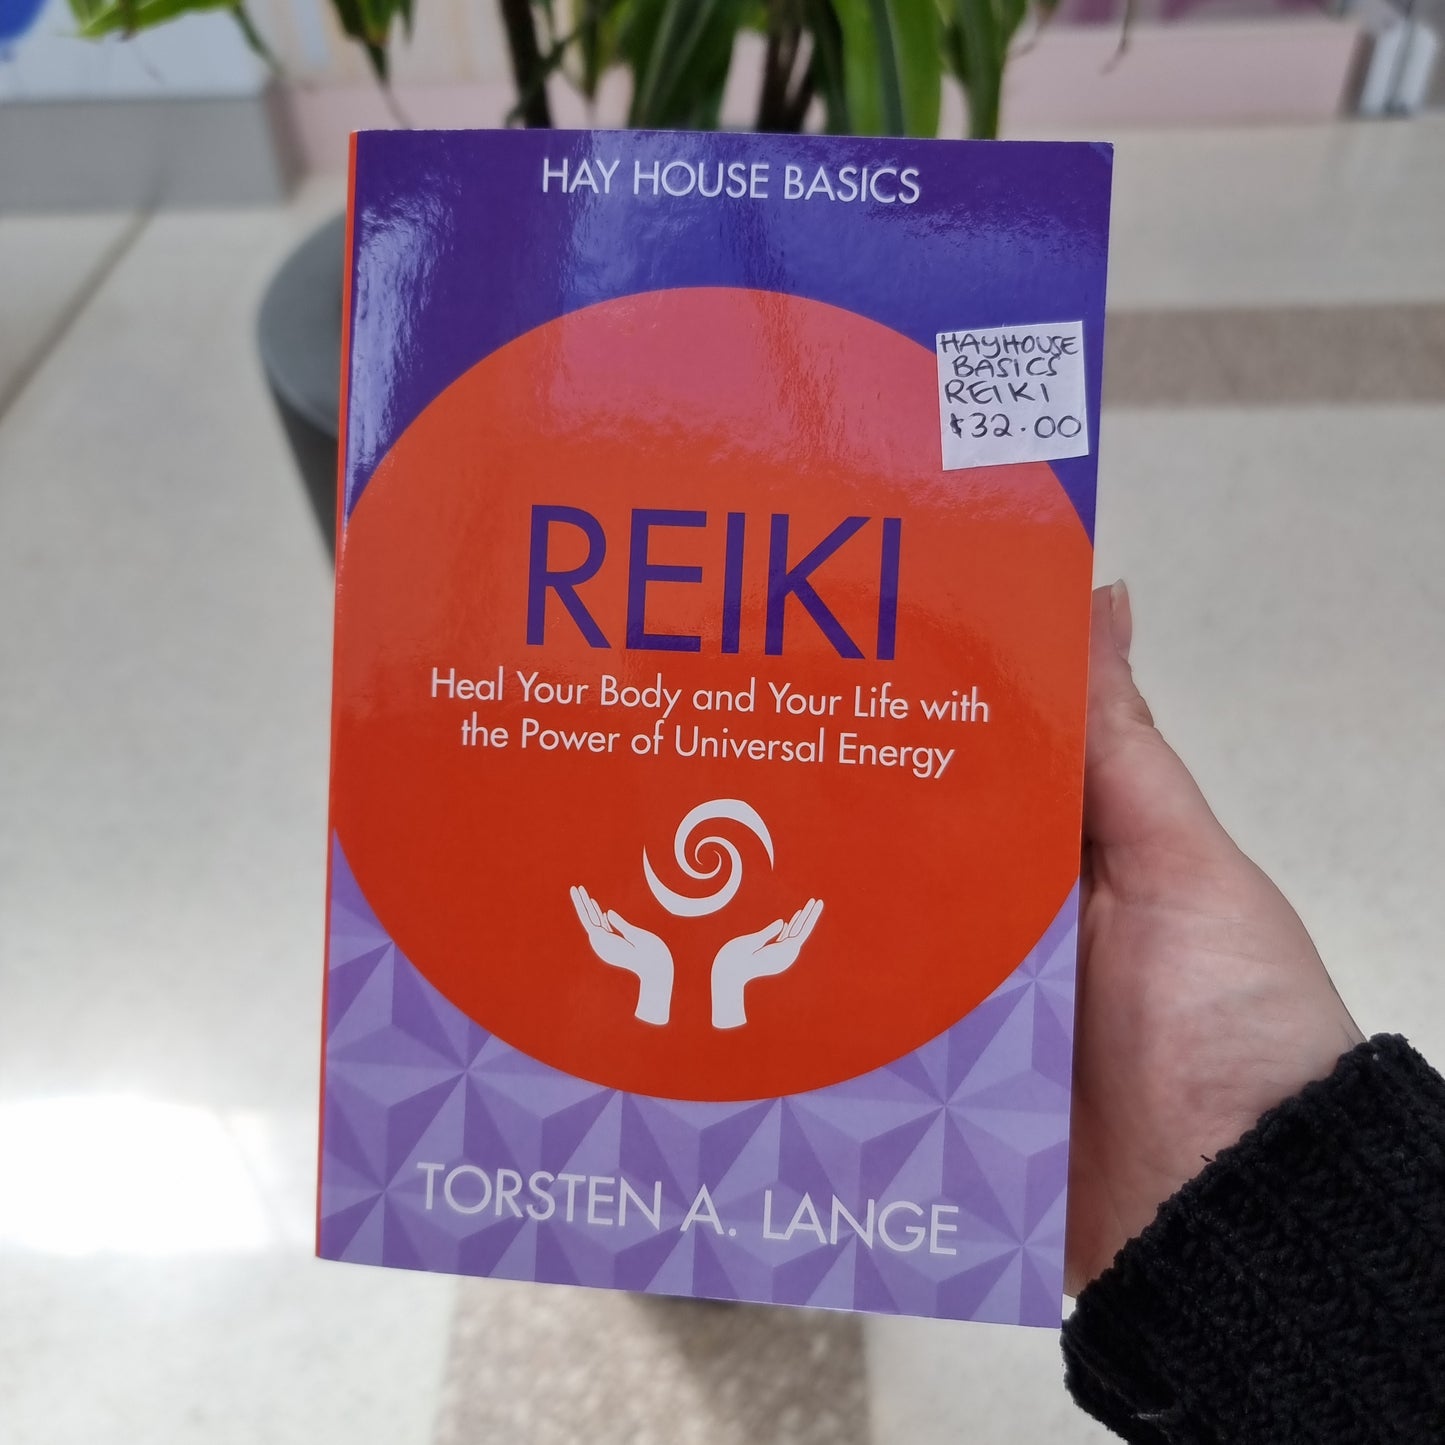 HAY HOUSE BASICS
HAYHOUSE
BASICS
REIKI
$32.00
REIKI
Heal Your Body and Your Life with
the Power of Universal Energy
TORSTEN A. LANGE